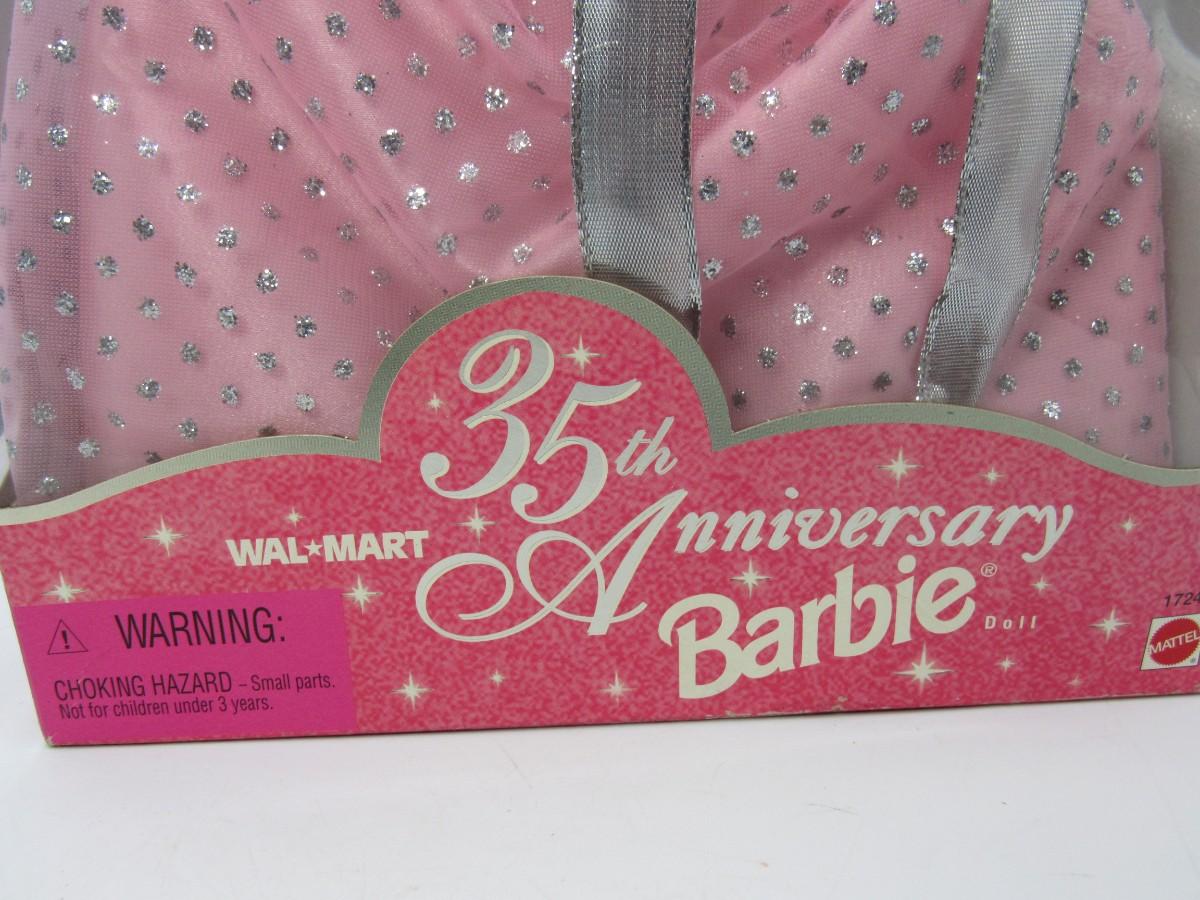 35th
Anniversary
WAL★MART
Barbie®
Doll
WARNING:
CHOKING HAZARD – Small parts.
Not for children under 3 years.
1724
MATTEL